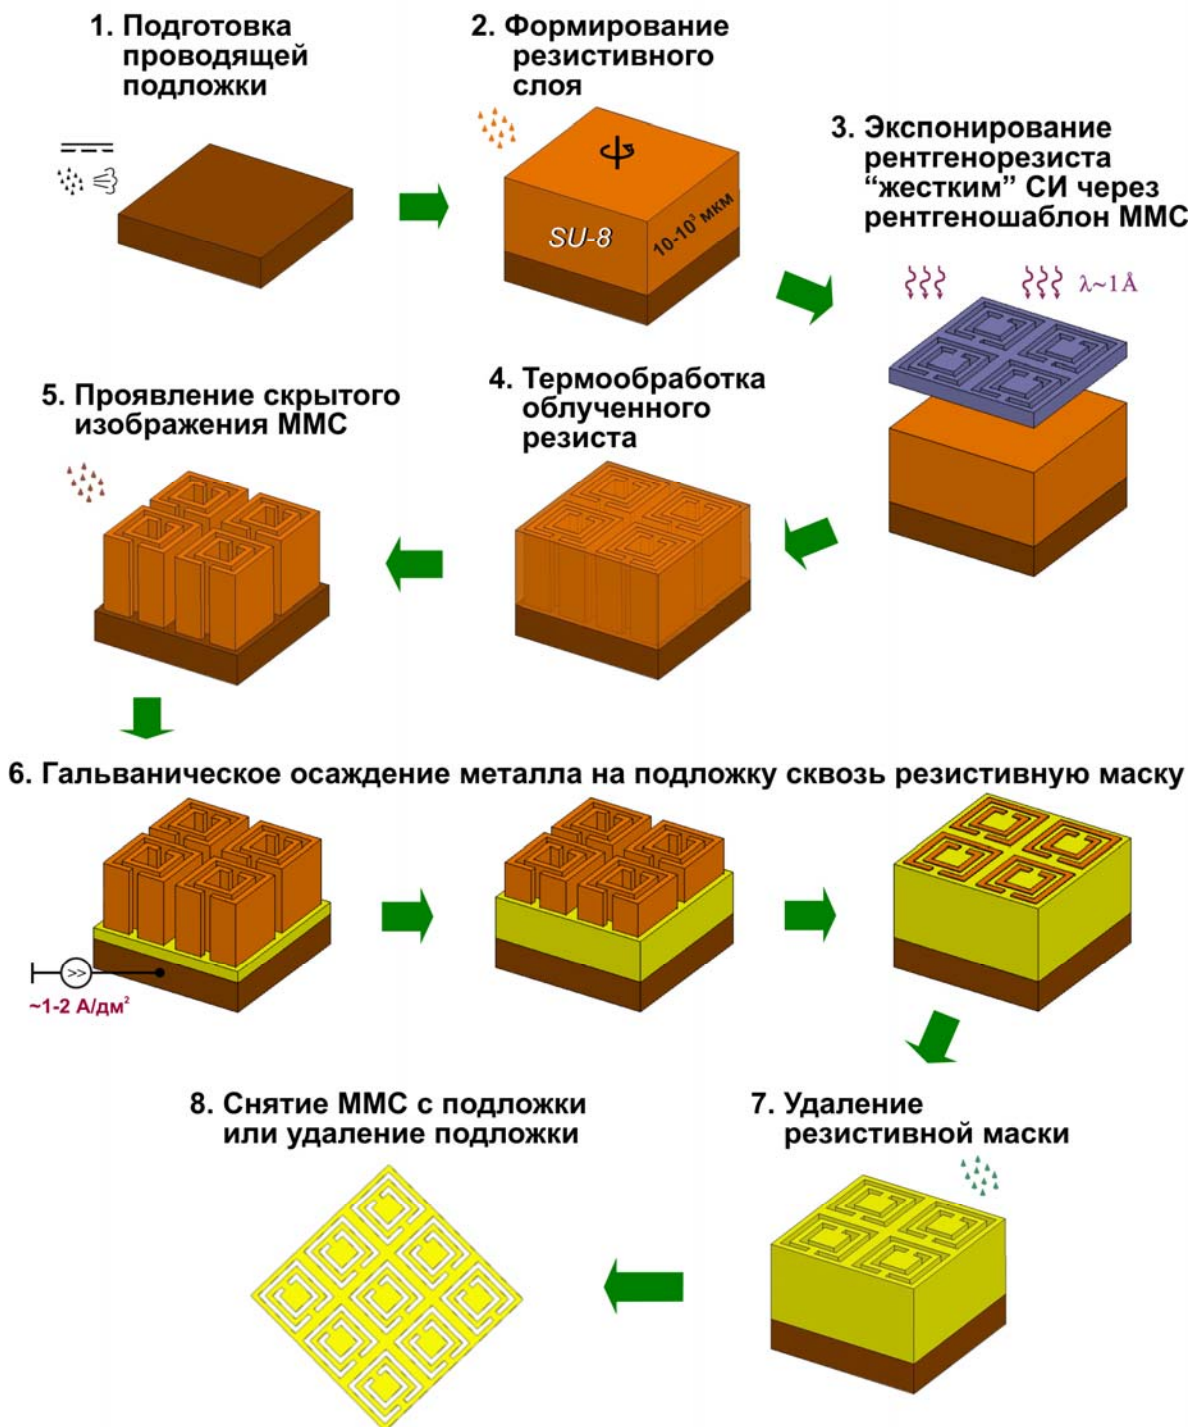 1. Подготовка
проводящей
подложки
2. Формирование
резистивного
слоя
SU-8
10-10³ мкм
3. Экспонирование
рентгенорезиста
“жестким” СИ через
рентгеношаблон ММС
λ~1Å
4. Термообработка
облученного
резиста
5. Проявление скрытого
изображения ММС
6. Гальваническое осаждение металла на подложку сквозь резистивную маску
>>
~1-2 А/дм²
7. Удаление
резистивной маски
8. Снятие ММС с подложки
или удаление подложки